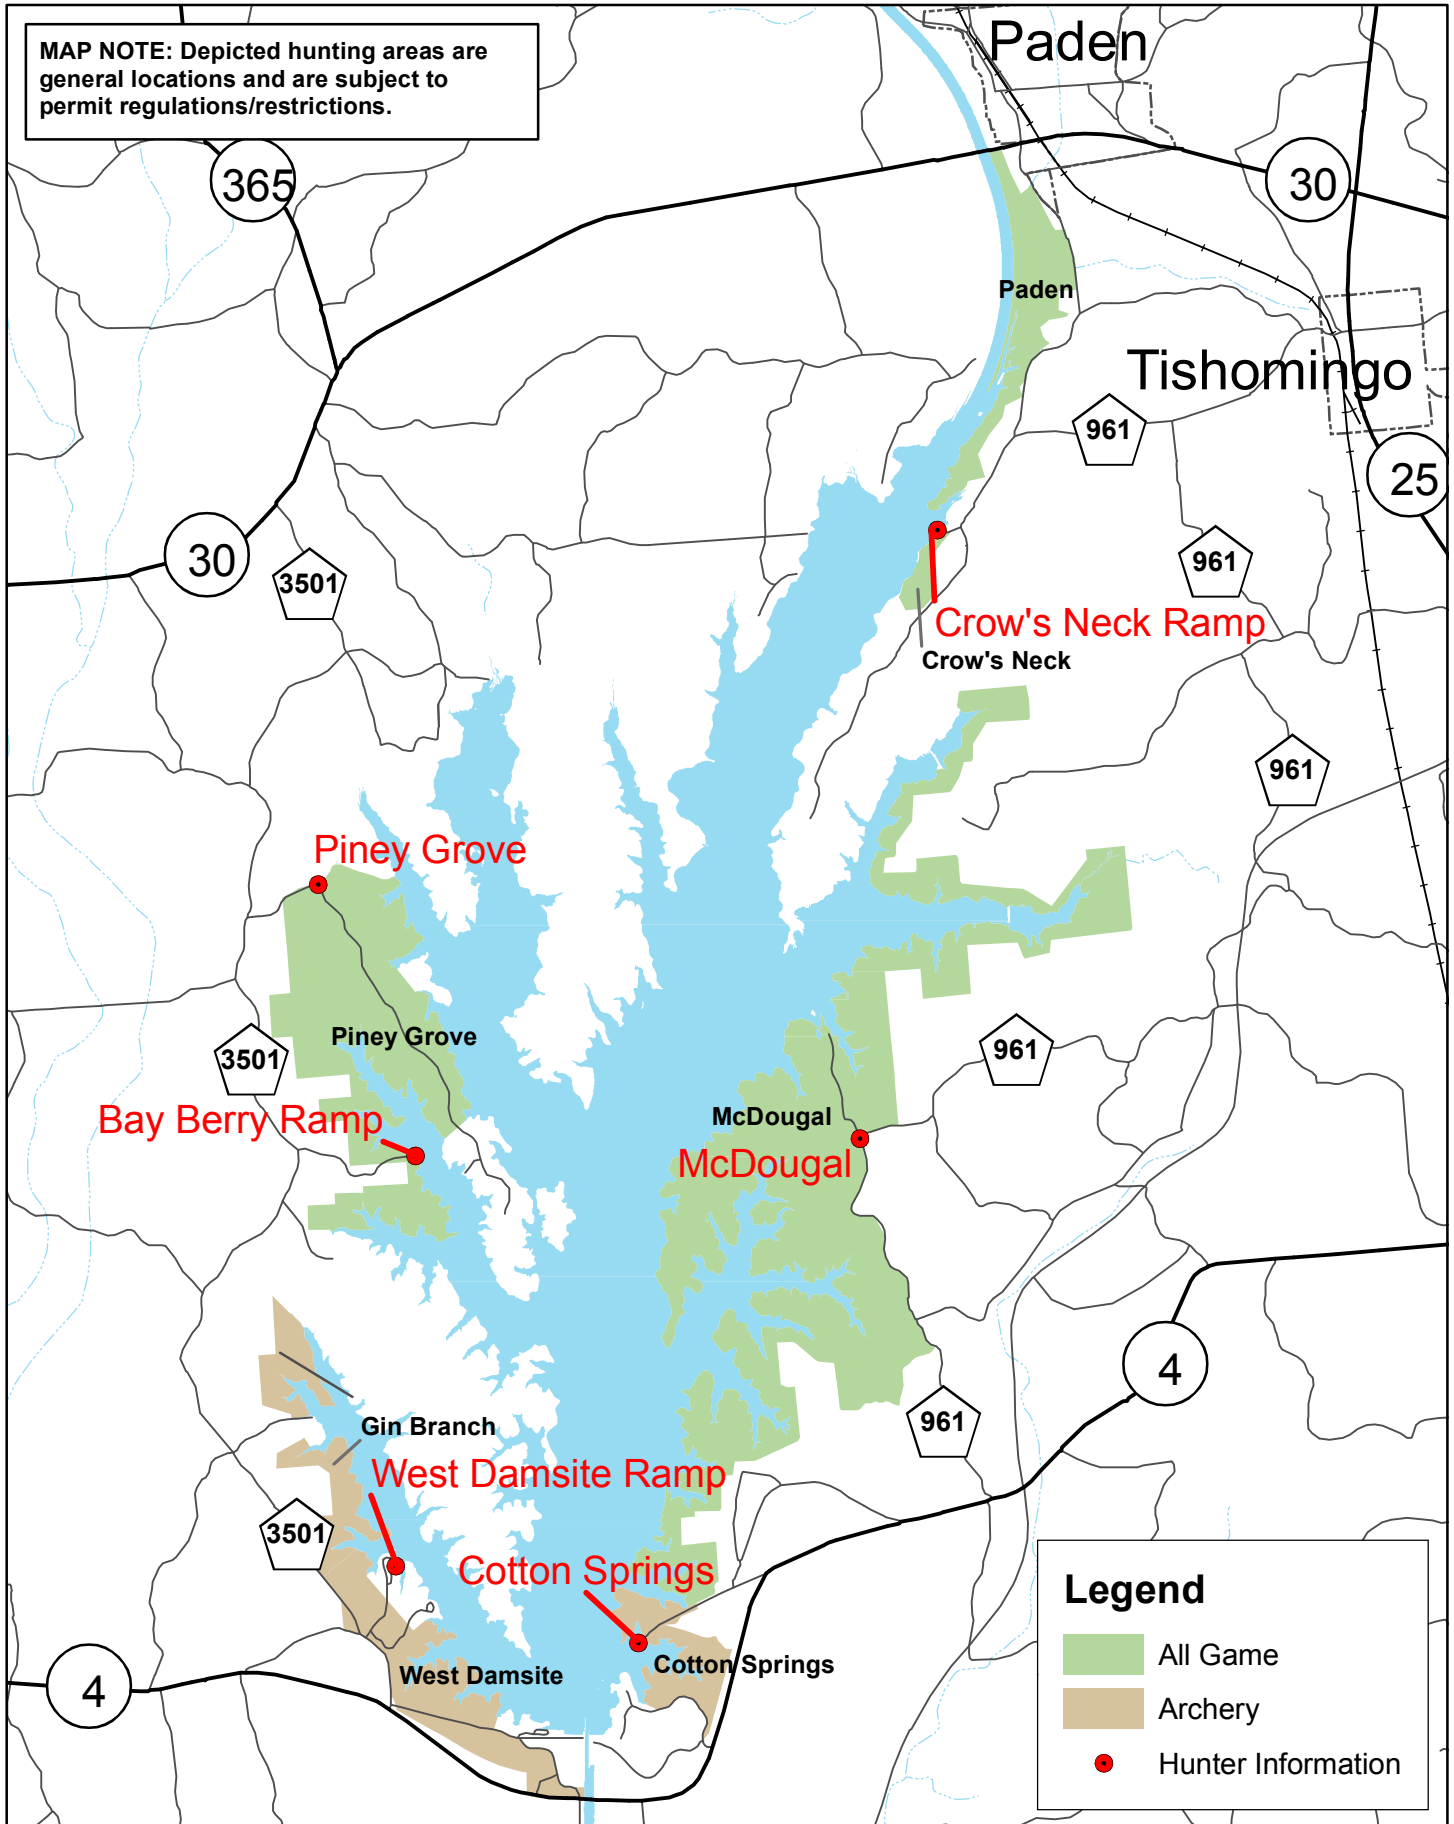 MAP NOTE: Depicted hunting areas are
general locations and are subject to
permit regulations/restrictions.
Paden
365
30
Paden
Tishomingo
961
25
30
3501
961
Crow's Neck Ramp
Crow's Neck
961
Piney Grove
Piney Grove
3501
961
Bay Berry Ramp
McDougal
McDougal
4
961
Gin Branch
West Damsite Ramp
3501
Cotton Springs
Cotton Springs
West Damsite
4
Legend
All Game
Archery
Hunter Information